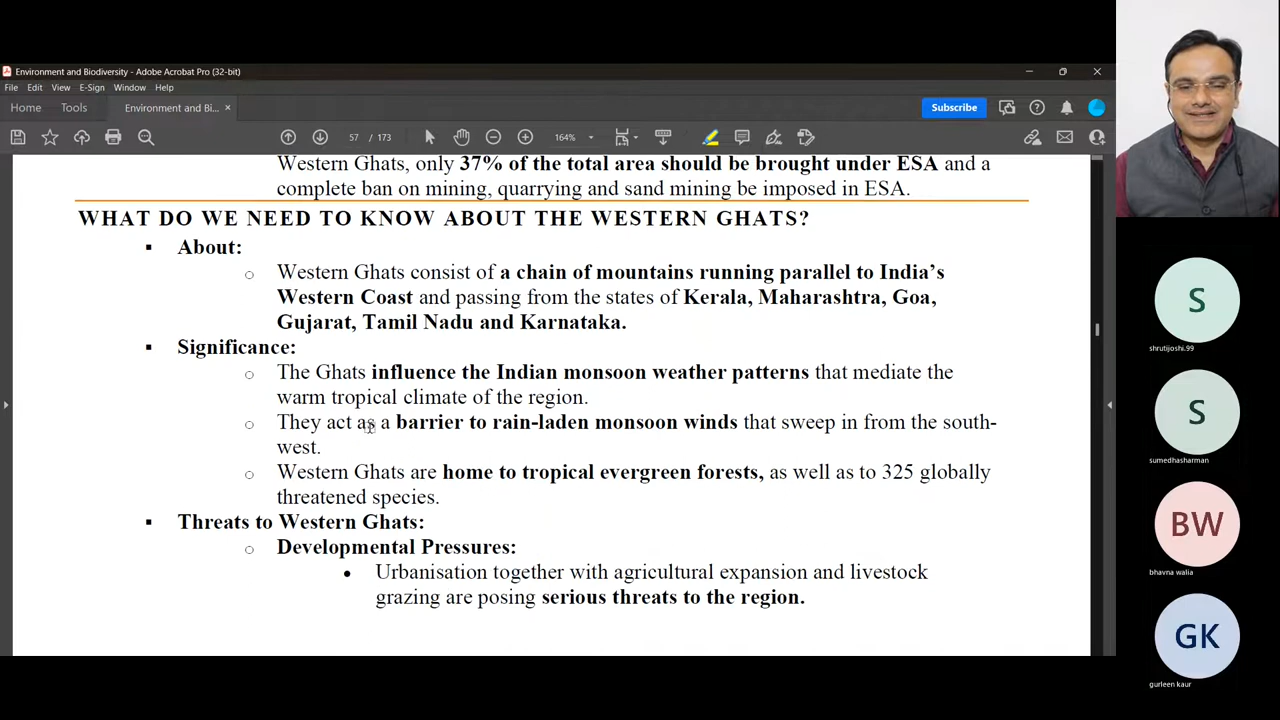 Environment and Biodiversity - Adobe Acrobat Pro (32-bit)
File Edit View E-Sign Window Help
Home Tools Environment and Bi... × Subscribe
57 / 173 164%
Western Ghats, only 37% of the total area should be brought under ESA and a
complete ban on mining, quarrying and sand mining be imposed in ESA.
WHAT DO WE NEED TO KNOW ABOUT THE WESTERN GHATS?
▪ About:
○ Western Ghats consist of a chain of mountains running parallel to India’s
Western Coast and passing from the states of Kerala, Maharashtra, Goa,
Gujarat, Tamil Nadu and Karnataka.
▪ Significance:
○ The Ghats influence the Indian monsoon weather patterns that mediate the
warm tropical climate of the region.
○ They act as a barrier to rain-laden monsoon winds that sweep in from the south-
west.
○ Western Ghats are home to tropical evergreen forests, as well as to 325 globally
threatened species.
▪ Threats to Western Ghats:
○ Developmental Pressures:
• Urbanisation together with agricultural expansion and livestock
grazing are posing serious threats to the region.
S
shrutijoshi.99
S
sumedhasharman
BW
bhavna walia
GK
gurleen kaur